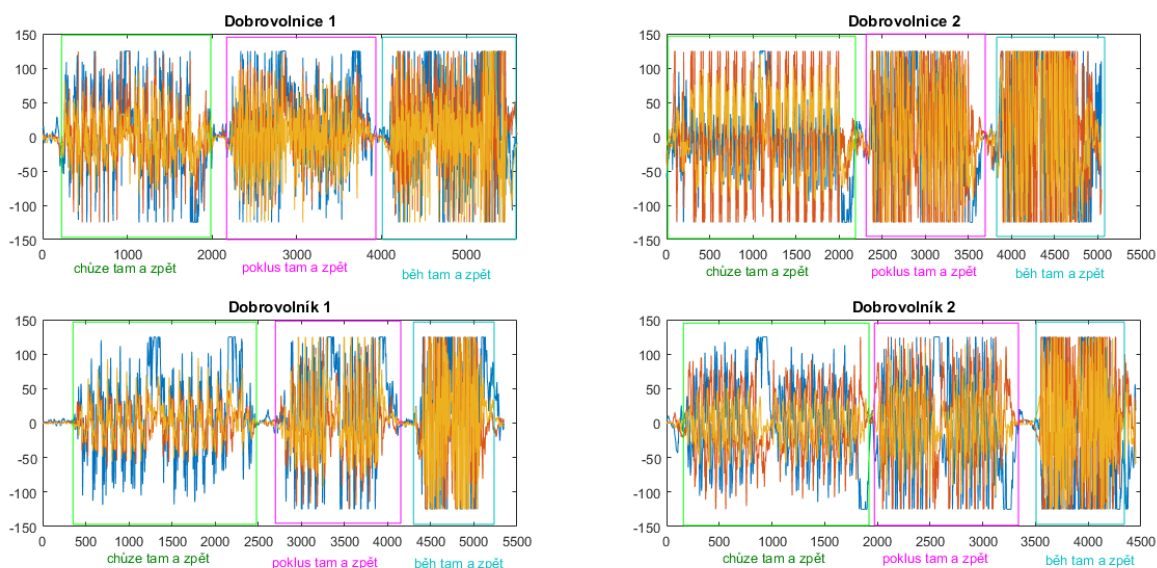 Dobrovolnice 1
150
100
50
0
-50
-100
-150
0 1000 2000 3000 4000 5000
chůze tam a zpět
poklus tam a zpět
běh tam a zpět
Dobrovolnice 2
150
100
50
0
-50
-100
-150
0 500 1000 1500 2000 2500 3000 3500 4000 4500 5000 5500
chůze tam a zpět
poklus tam a zpět
běh tam a zpět
Dobrovolník 1
150
100
50
0
-50
-100
-150
0 500 1000 1500 2000 2500 3000 3500 4000 4500 5000 5500
chůze tam a zpět
poklus tam a zpět
běh tam a zpět
Dobrovolník 2
150
100
50
0
-50
-100
-150
0 500 1000 1500 2000 2500 3000 3500 4000 4500
chůze tam a zpět
poklus tam a zpět
běh tam a zpět